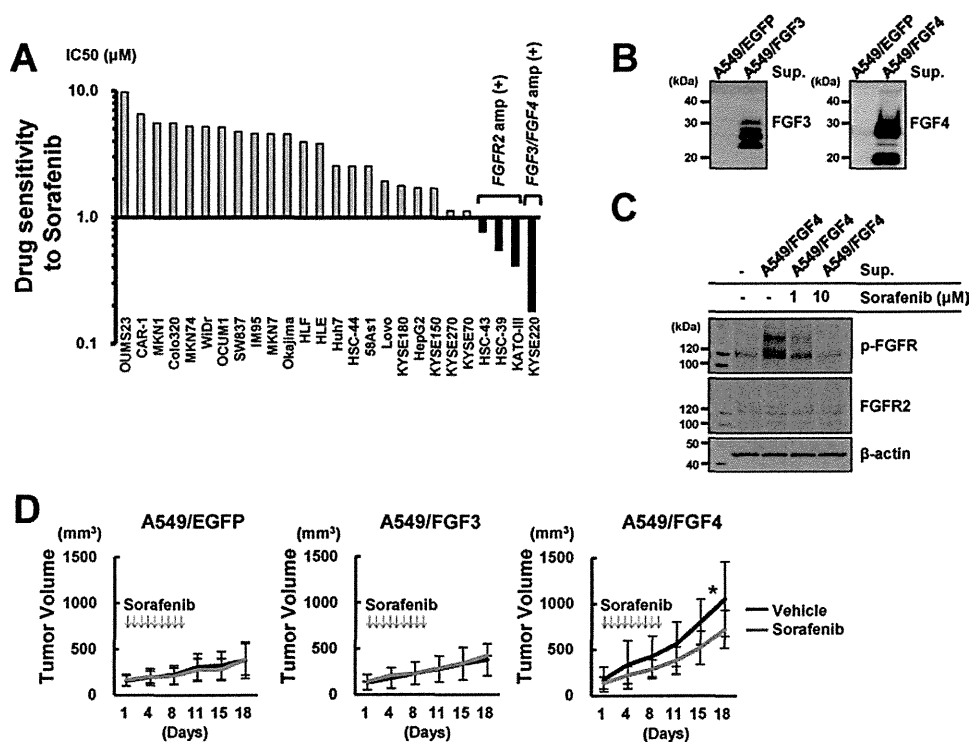 A
IC50 (μM)
Drug sensitivity
to Sorafenib
10.0
1.0
0.1
FGFR2 amp (+)
FGF3/FGF4 amp (+)
OUMS23
CAR-1
MKN1
Colo320
MKN74
WiDr
OCUM1
SW837
IM95
MKN7
Okajima
HLF
HLE
Huh7
HSC-44
58As1
Lovo
KYSE180
HepG2
KYSE150
KYSE270
KYSE70
HSC-43
HSC-39
KATO-III
KYSE220
B
A549/EGFP
A549/FGF3
(kDa)
Sup.
40
30
20
FGF3
A549/EGFP
A549/FGF4
(kDa)
Sup.
40
30
20
FGF4
C
- A549/FGF4 A549/FGF4 A549/FGF4 Sup.
- - 1 10 Sorafenib (μM)
(kDa)
120
100
p-FGFR
120
100
FGFR2
50
40
β-actin
D
A549/EGFP
(mm³)
Tumor Volume
1500
1000
500
0
Sorafenib
1 4 8 11 15 18
(Days)
A549/FGF3
(mm³)
Tumor Volume
1500
1000
500
0
Sorafenib
1 4 8 11 15 18
(Days)
A549/FGF4
(mm³)
Tumor Volume
1500
1000
500
0
Sorafenib
*
1 4 8 11 15 18
(Days)
Vehicle
Sorafenib